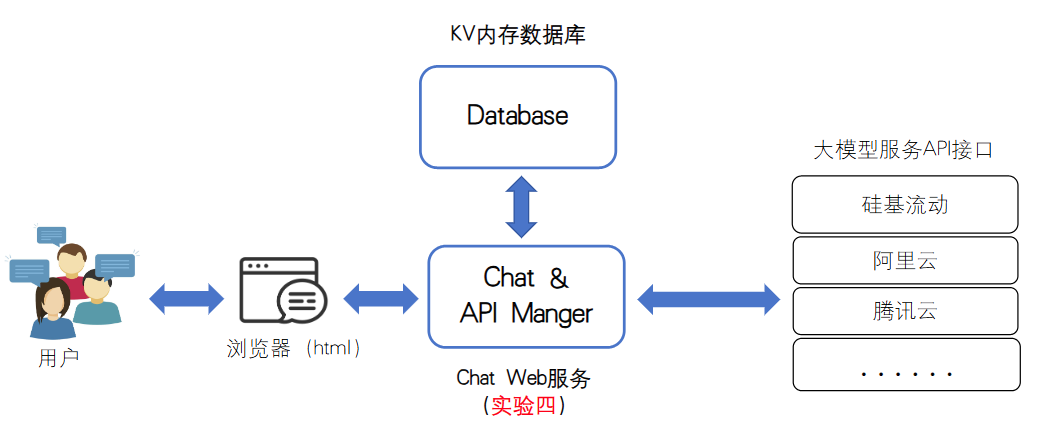 KV内存数据库
Database
大模型服务API接口
硅基流动
阿里云
腾讯云
. . . . . .
Chat &
API Manger
用户
浏览器（html）
Chat Web服务
（实验四）